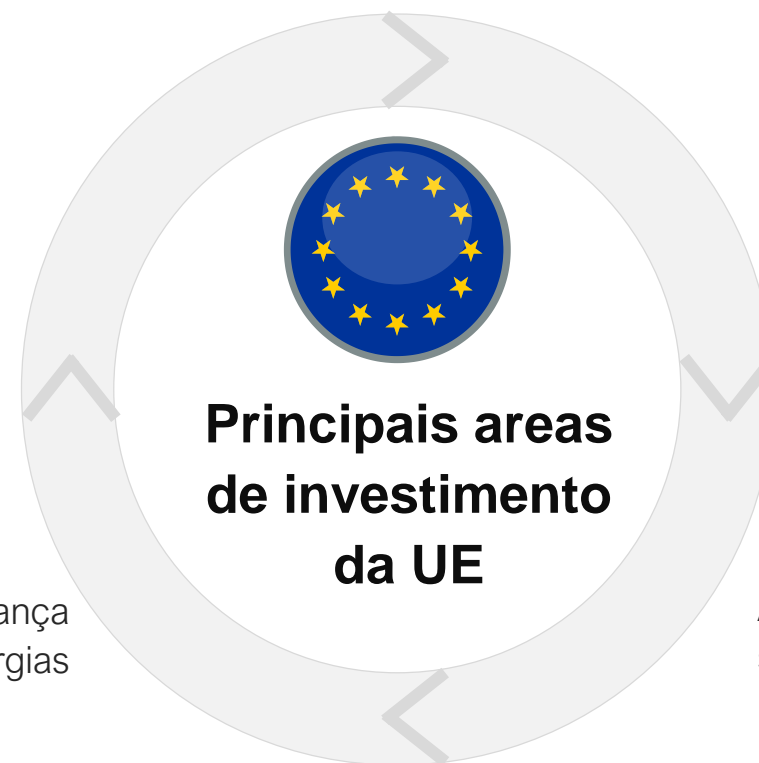 Principais areas
de investimento
da UE
ança
rgias